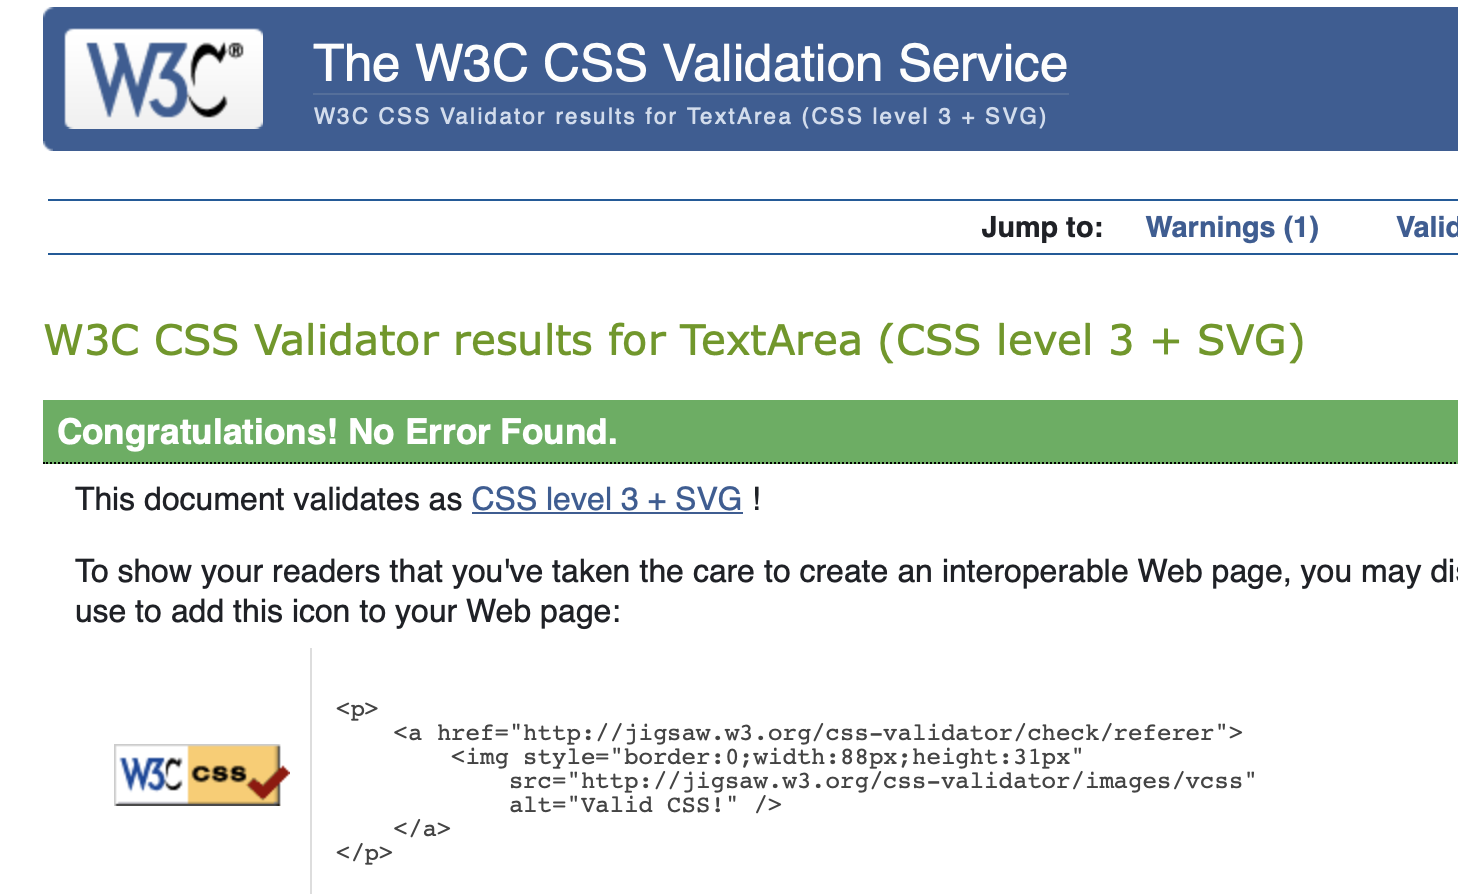 W3C®
The W3C CSS Validation Service
W3C CSS Validator results for TextArea (CSS level 3 + SVG)
Jump to: Warnings (1)
W3C CSS Validator results for TextArea (CSS level 3 + SVG)
Congratulations! No Error Found.
This document validates as CSS level 3 + SVG !
To show your readers that you've taken the care to create an interoperable Web page, you may
use to add this icon to your Web page:
W3C css
<p>
    <a href="http://jigsaw.w3.org/css-validator/check/referer">
        <img style="border:0;width:88px;height:31px"
            src="http://jigsaw.w3.org/css-validator/images/vcss"
            alt="Valid CSS!" />
    </a>
</p>